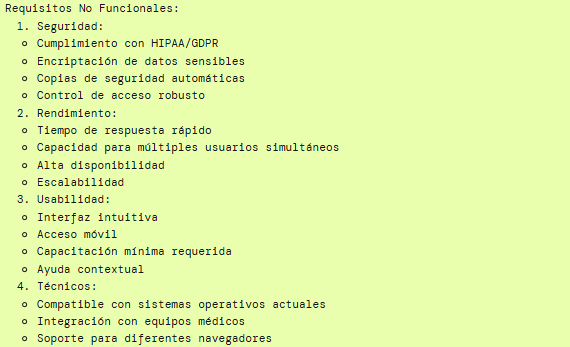 Requisitos No Funcionales:
1. Seguridad:
○ Cumplimiento con HIPAA/GDPR
○ Encriptación de datos sensibles
○ Copias de seguridad automáticas
○ Control de acceso robusto
2. Rendimiento:
○ Tiempo de respuesta rápido
○ Capacidad para múltiples usuarios simultáneos
○ Alta disponibilidad
○ Escalabilidad
3. Usabilidad:
○ Interfaz intuitiva
○ Acceso móvil
○ Capacitación mínima requerida
○ Ayuda contextual
4. Técnicos:
○ Compatible con sistemas operativos actuales
○ Integración con equipos médicos
○ Soporte para diferentes navegadores